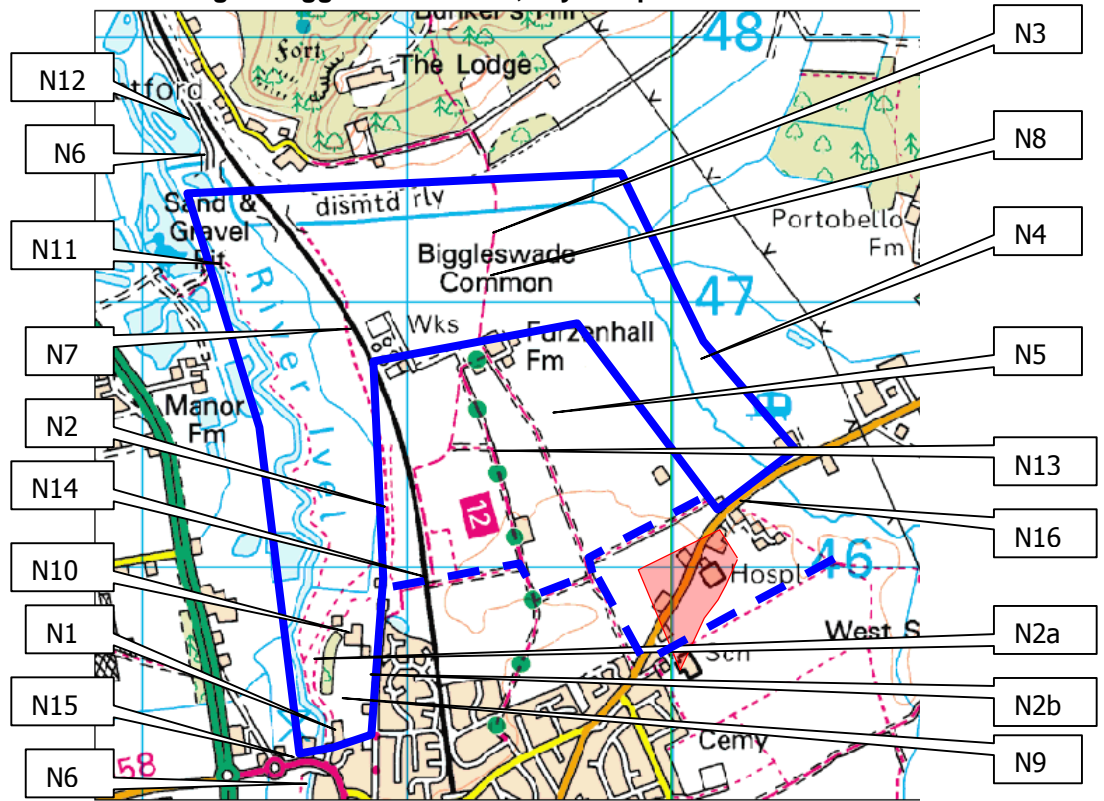 N3
48
Fort
The Lodge
N12
tford
N6
N8
dismtd rly
Sand &
Gravel
Pit
Portobello
Fm
N4
N11
Biggleswade
Common
River Ivel
47
Wks
Furzenhall
Fm
N7
N5
Manor
Fm
N2
N13
N14
12
N16
46
N10
Hospl
N1
West S
N2a
Sch
N15
N2b
Cemy
N9
58
N6